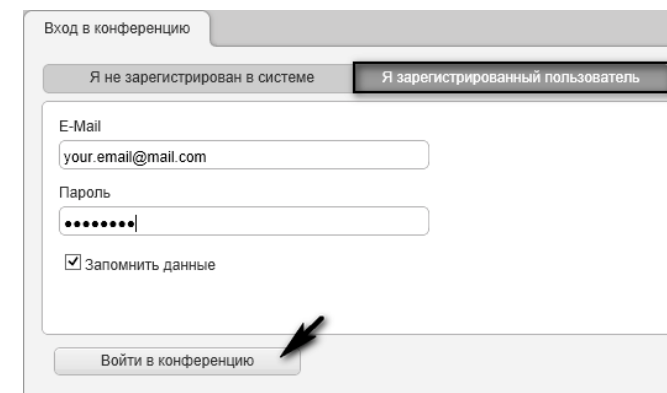 Вход в конференцию
Я не зарегистрирован в системе
Я зарегистрированный пользователь
E-Mail
your.email@mail.com
Пароль
••••••••
Запомнить данные
Войти в конференцию